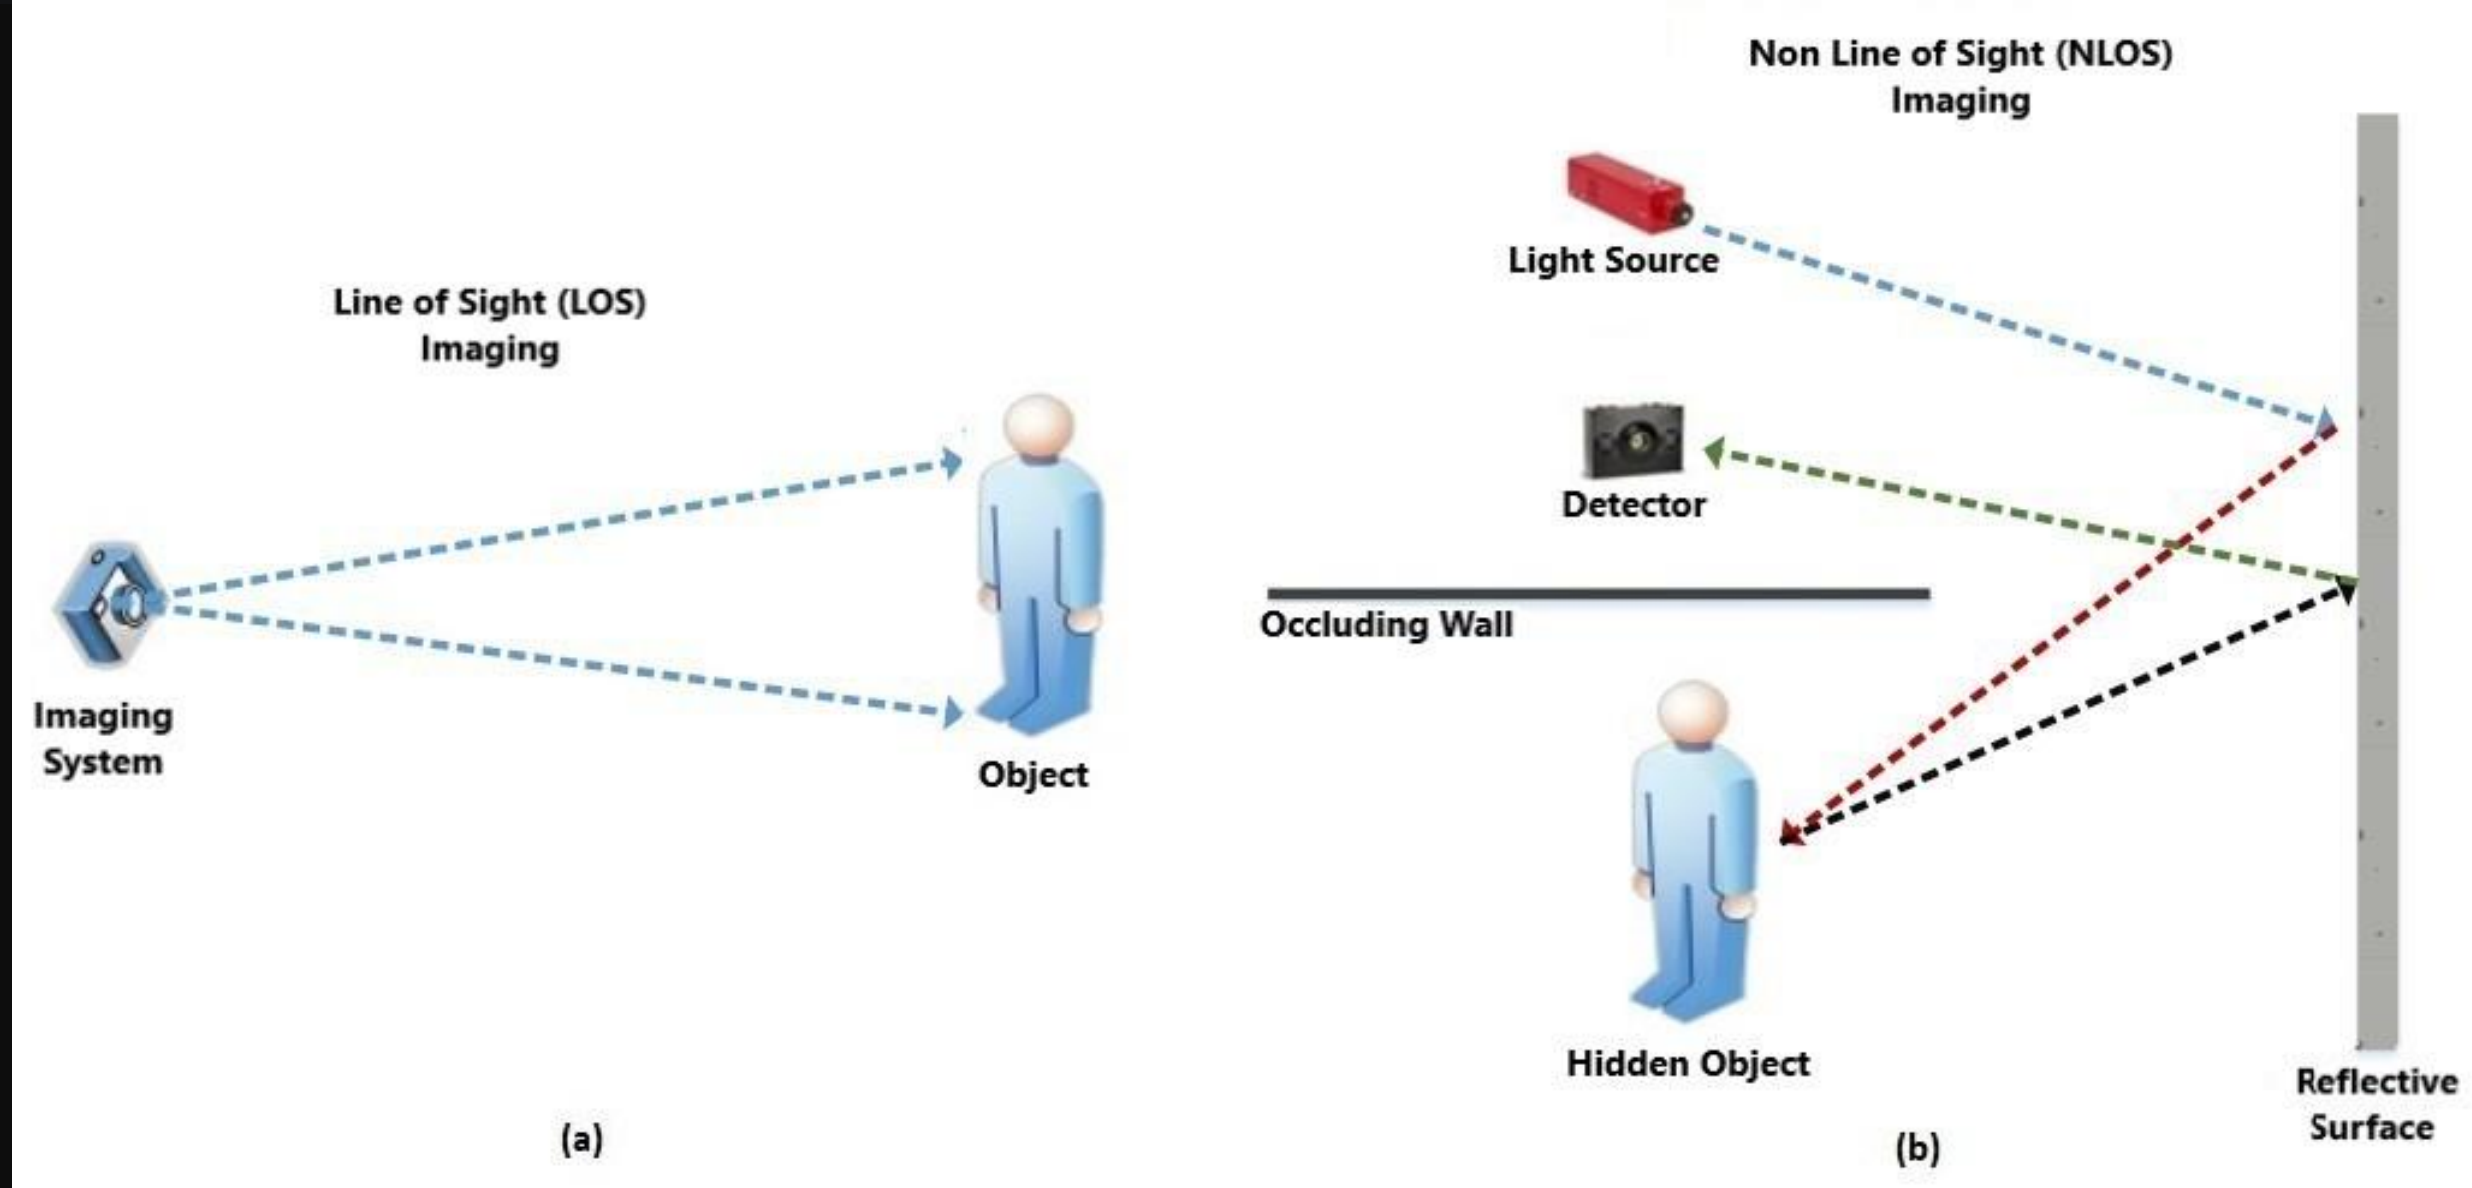 Line of Sight (LOS)
Imaging
Imaging
System
Object
(a)
Non Line of Sight (NLOS)
Imaging
Light Source
Detector
Occluding Wall
Hidden Object
Reflective
Surface
(b)